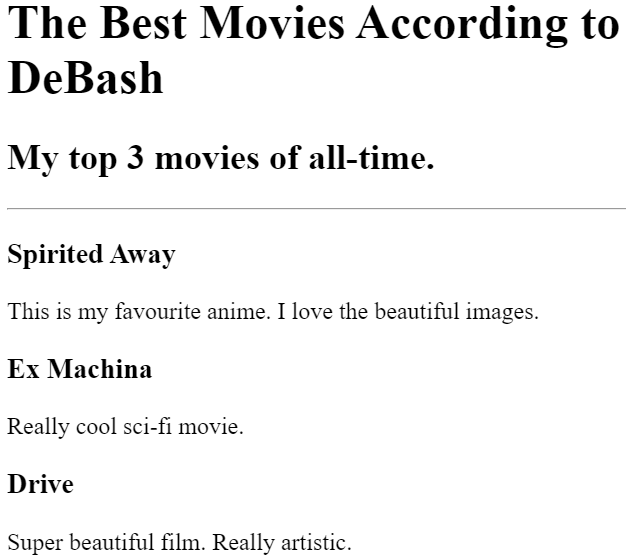 The Best Movies According to
DeBash
My top 3 movies of all-time.
Spirited Away
This is my favourite anime. I love the beautiful images.
Ex Machina
Really cool sci-fi movie.
Drive
Super beautiful film. Really artistic.